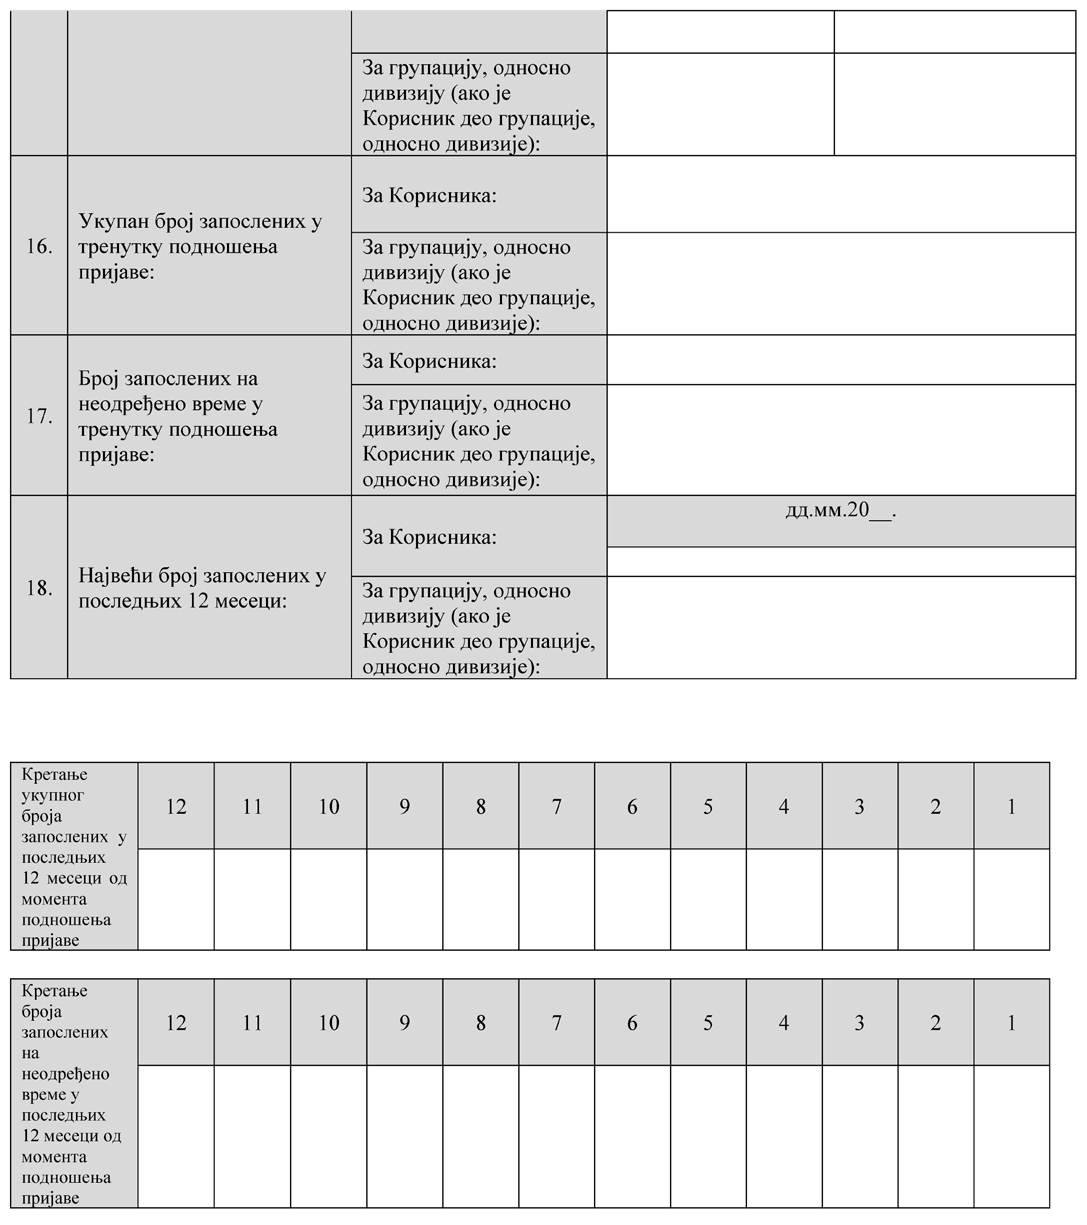 За групацију, односно
дивизију (ако је
Корисник део групације,
односно дивизије):
16.
Укупан број запослених у
тренутку подношења
пријаве:
За Корисника:
За групацију, односно
дивизију (ако је
Корисник део групације,
односно дивизије):
17.
Број запослених на
неодређено време у
тренутку подношења
пријаве:
За Корисника:
За групацију, односно
дивизију (ако је
Корисник део групације,
односно дивизије):
18.
Највећи број запослених у
последњих 12 месеци:
За Корисника:
дд.мм.20__.
За групацију, односно
дивизију (ако је
Корисник део групације,
односно дивизије):
Кретање
укупног
броја
запослених у
последњих
12 месеци од
момента
подношења
пријаве
12 11 10 9 8 7 6 5 4 3 2 1
Кретање
броја
запослених
на
неодређено
време у
последњих
12 месеци од
момента
подношења
пријаве
12 11 10 9 8 7 6 5 4 3 2 1